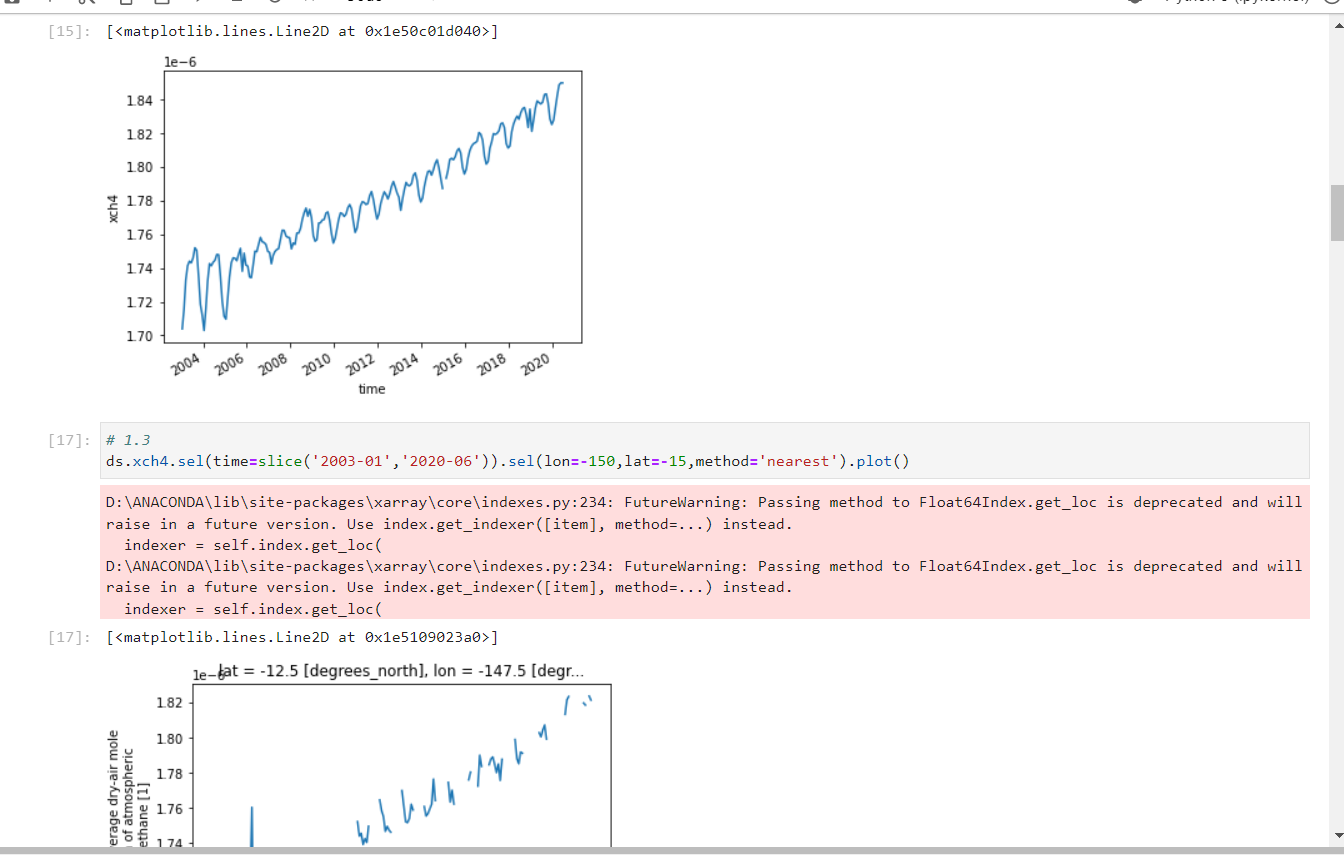 [15]: [<matplotlib.lines.Line2D at 0x1e50c01d040>]
1e-6
1.84
1.82
1.80
1.78
1.76
1.74
1.72
1.70
xch4
2004 2006 2008 2010 2012 2014 2016 2018 2020
time
[17]: # 1.3
ds.xch4.sel(time=slice('2003-01','2020-06')).sel(lon=-150,lat=-15,method='nearest').plot()
D:\ANACONDA\lib\site-packages\xarray\core\indexes.py:234: FutureWarning: Passing method to Float64Index.get_loc is deprecated and will
raise in a future version. Use index.get_indexer([item], method=...) instead.
  indexer = self.index.get_loc(
D:\ANACONDA\lib\site-packages\xarray\core\indexes.py:234: FutureWarning: Passing method to Float64Index.get_loc is deprecated and will
raise in a future version. Use index.get_indexer([item], method=...) instead.
  indexer = self.index.get_loc(
[17]: [<matplotlib.lines.Line2D at 0x1e5109023a0>]
1e-6
lat = -12.5 [degrees_north], lon = -147.5 [degr...
1.82
1.80
1.78
1.76
1.74
erage dry-air mole
of atmospheric
ethane [1]